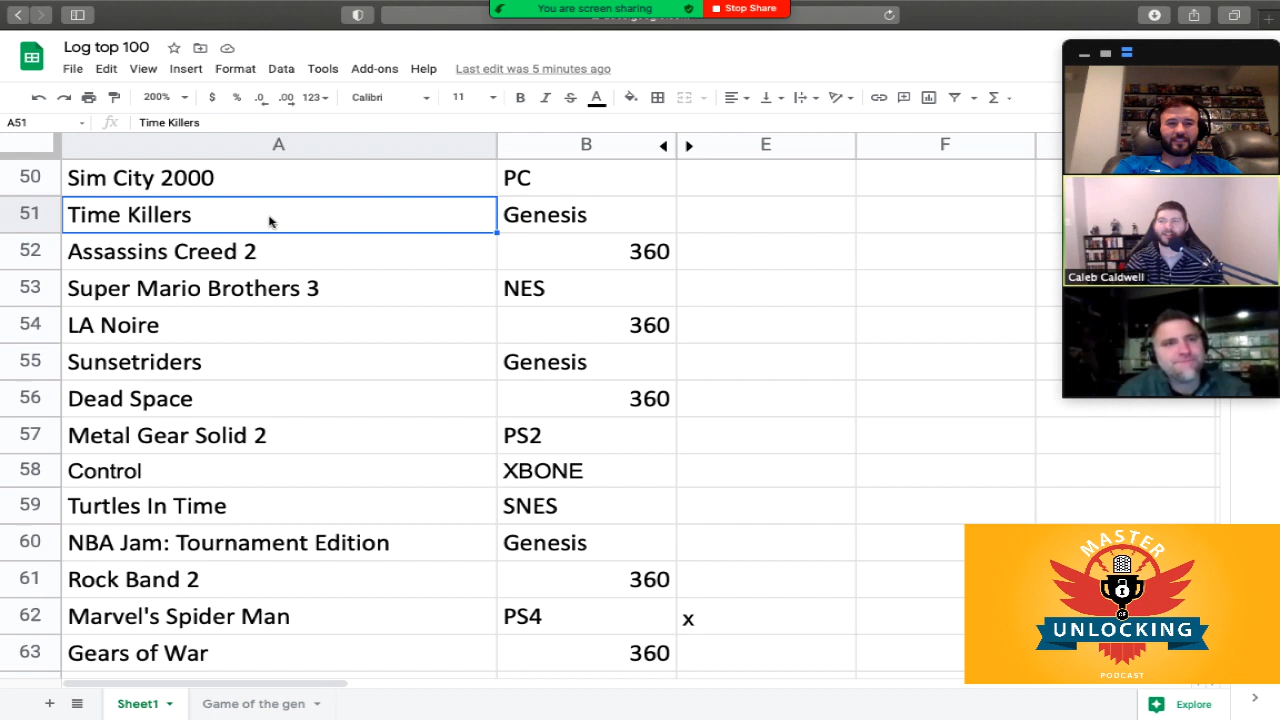 You are screen sharing
Stop Share
Log top 100
File Edit View Insert Format Data Tools Add-ons Help Last edit was 5 minutes ago
200% $ % .0 .00 123 Calibri 11 B I S A
A51 fx Time Killers
A B E F
50 Sim City 2000 PC
51 Time Killers Genesis
52 Assassins Creed 2 360
53 Super Mario Brothers 3 NES
54 LA Noire 360
55 Sunsetriders Genesis
56 Dead Space 360
57 Metal Gear Solid 2 PS2
58 Control XBONE
59 Turtles In Time SNES
60 NBA Jam: Tournament Edition Genesis
61 Rock Band 2 360
62 Marvel's Spider Man PS4 x
63 Gears of War 360
Caleb Caldwell
MASTER
OF
UNLOCKING
PODCAST
Sheet1 Game of the gen
Explore